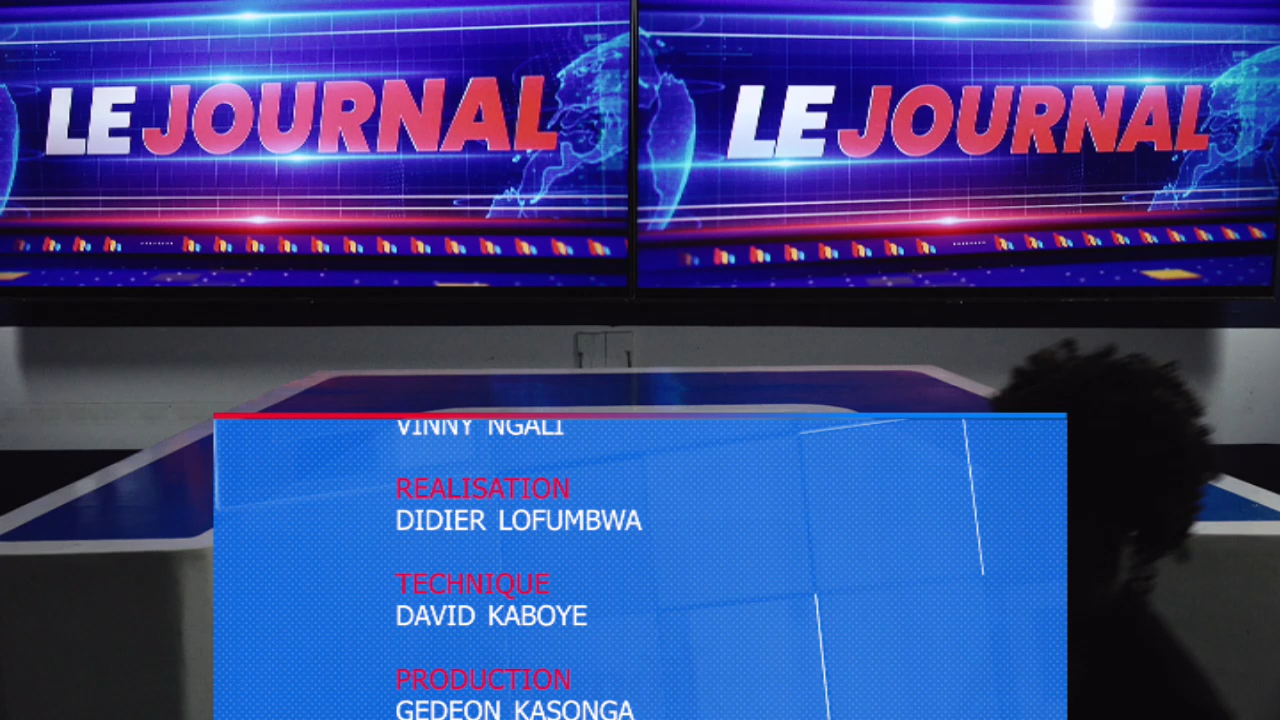 LE JOURNAL
LE JOURNAL
VINNY NGALI
REALISATION
DIDIER LOFUMBWA
TECHNIQUE
DAVID KABOYE
PRODUCTION
GEDEON KASONGA